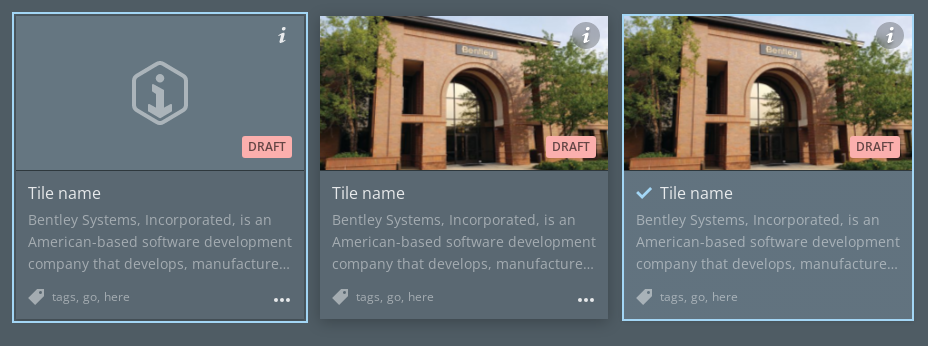 i
DRAFT
Tile name
Bentley Systems, Incorporated, is an
American-based software development
company that develops, manufacture...
tags, go, here
i
Bentley
DRAFT
Tile name
Bentley Systems, Incorporated, is an
American-based software development
company that develops, manufacture...
tags, go, here
i
Bentley
DRAFT
Tile name
Bentley Systems, Incorporated, is an
American-based software development
company that develops, manufacture...
tags, go, here